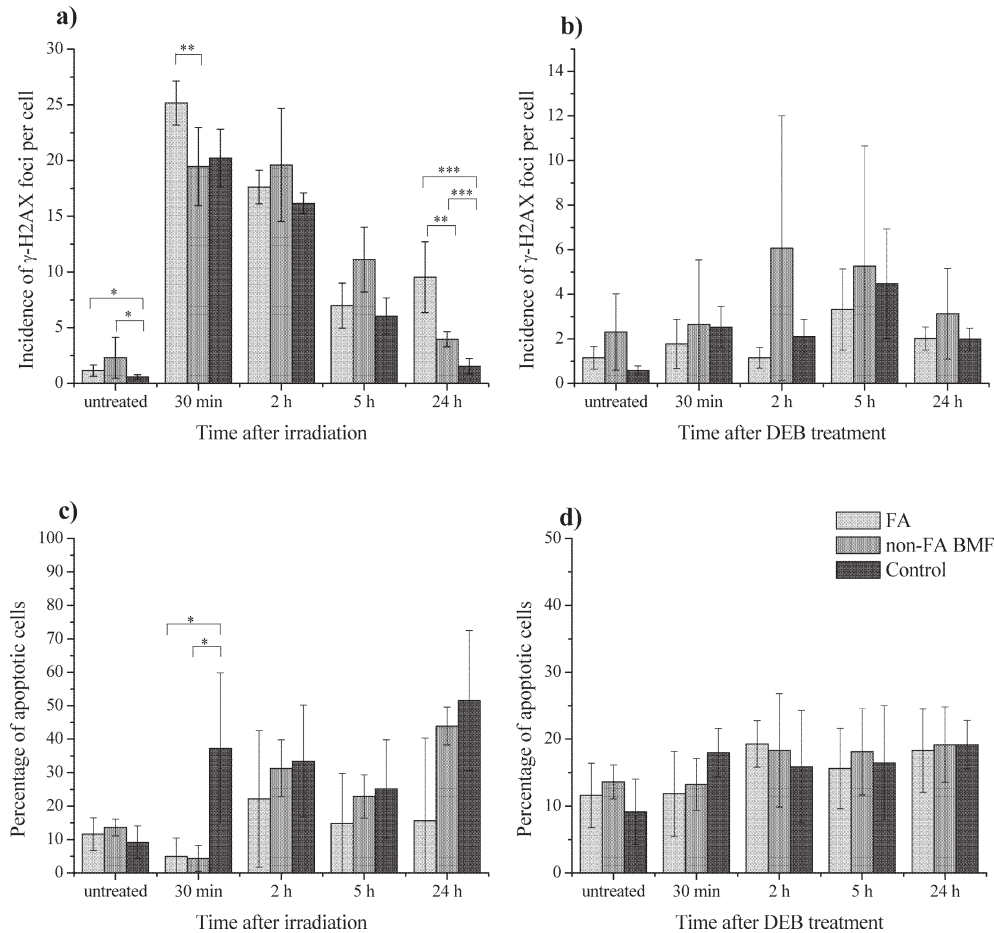 a)
Incidence of γ-H2AX foci per cell
30
25
20
15
10
5
0
**
*
*
***
***
**
untreated 30 min 2 h 5 h 24 h
Time after irradiation
b)
Incidence of γ-H2AX foci per cell
14
12
10
8
6
4
2
0
untreated 30 min 2 h 5 h 24 h
Time after DEB treatment
c)
Percentage of apoptotic cells
100
90
80
70
60
50
40
30
20
10
0
*
*
untreated 30 min 2 h 5 h 24 h
Time after irradiation
d)
Percentage of apoptotic cells
50
40
30
20
10
0
FA
non-FA BMF
Control
untreated 30 min 2 h 5 h 24 h
Time after DEB treatment